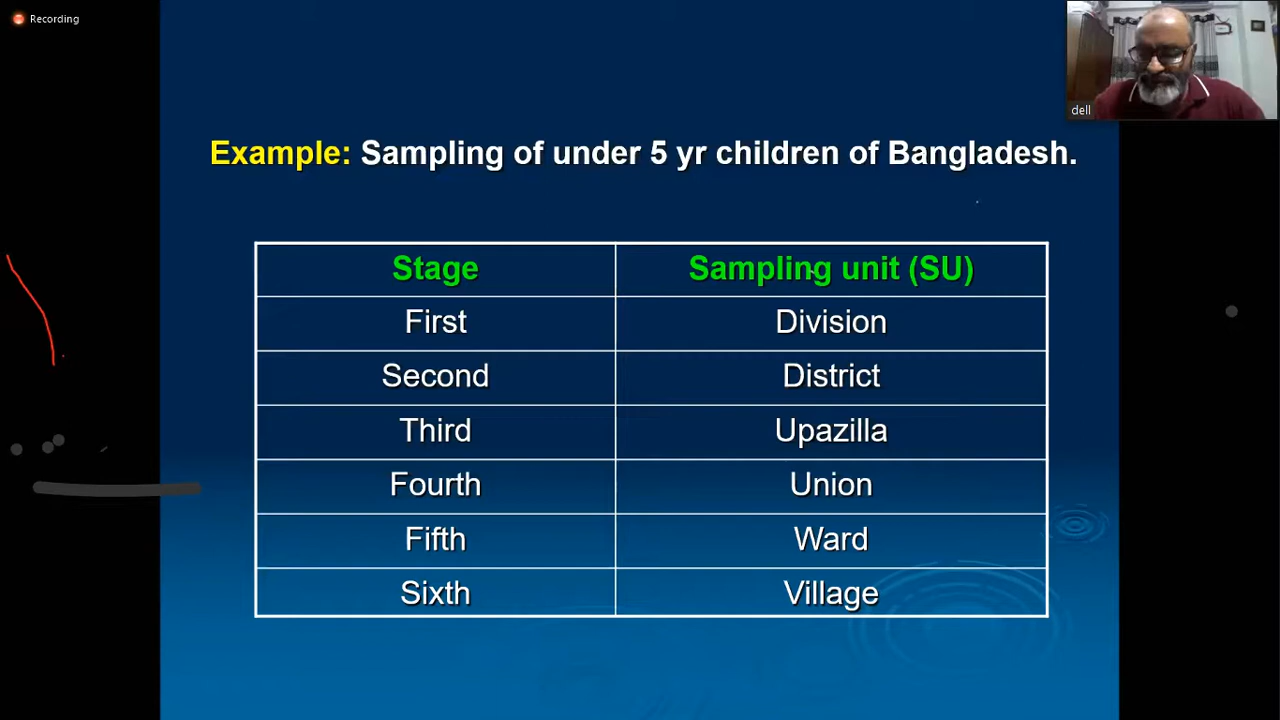 Recording
dell
Example: Sampling of under 5 yr children of Bangladesh.
Stage Sampling unit (SU)
First Division
Second District
Third Upazilla
Fourth Union
Fifth Ward
Sixth Village